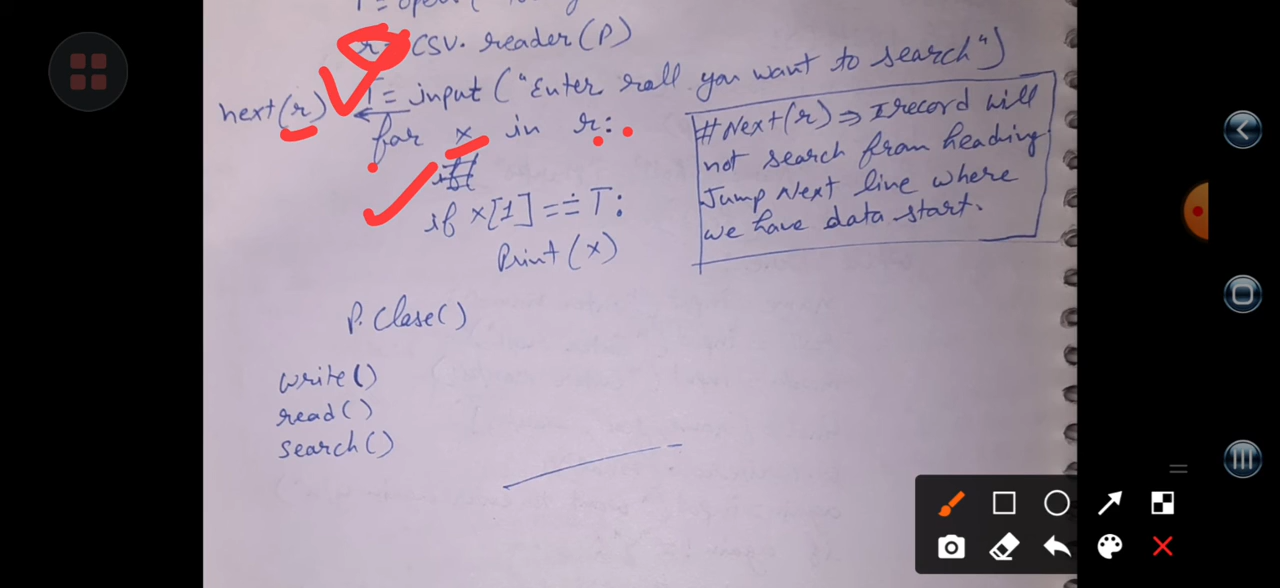 r = CSV. reader(P)
T = input ("Enter roll you want to search")
next(r)
for x in r:
if x[1] == T:
Print (x)
#Next(r) ⇒ I record will
not search from heading
Jump Next line where
we have data start.
P. Close()
write()
read()
search()